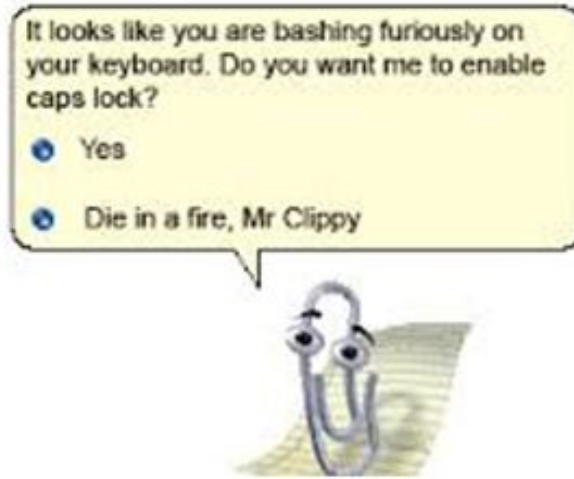 It looks like you are bashing furiously on
your keyboard. Do you want me to enable
caps lock?
Yes
Die in a fire, Mr Clippy